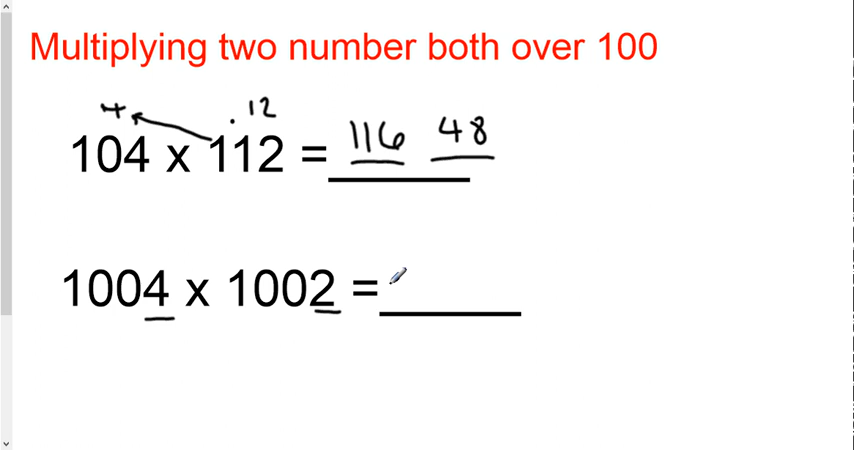 Multiplying two number both over 100
4 . 12
104 x 112 = 116 48
1004 x 1002 =